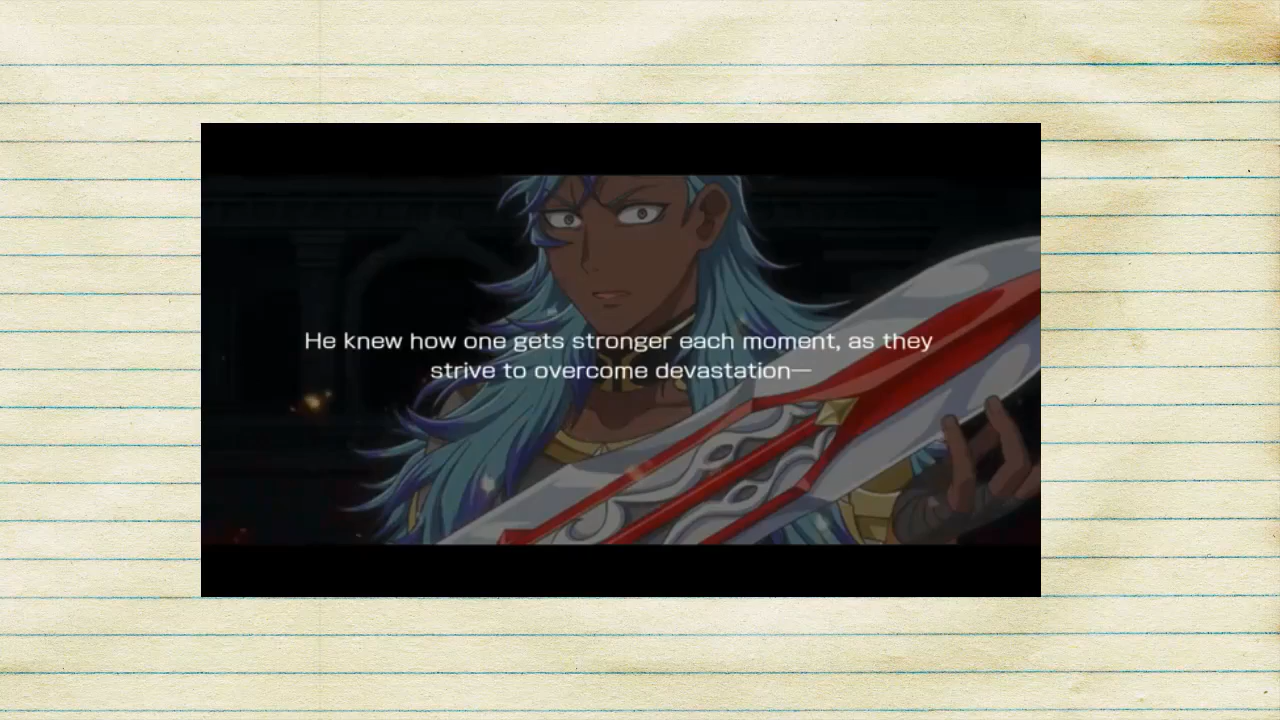 He knew how one gets stronger each moment, as they
strive to overcome devastation—